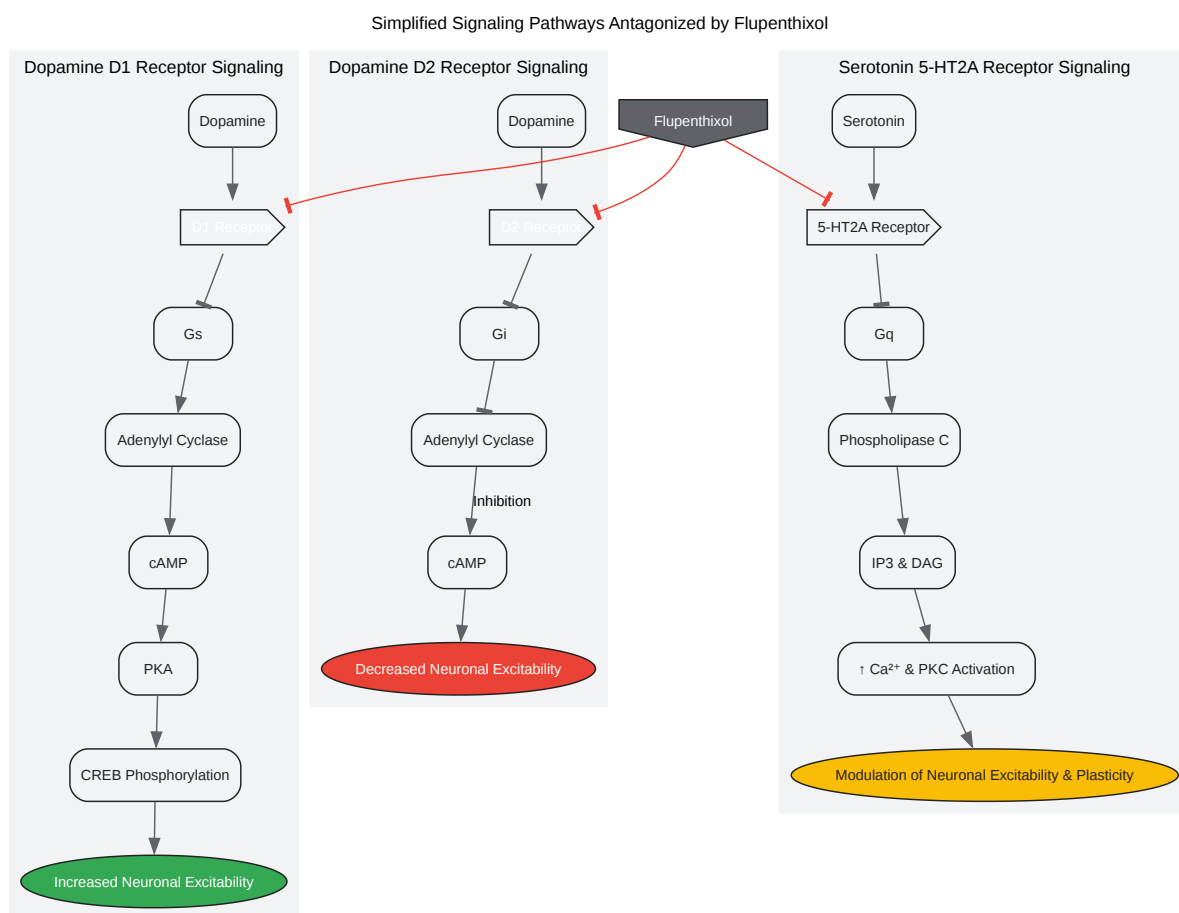 Simplified Signaling Pathways Antagonized by Flupenthixol
Dopamine D1 Receptor Signaling
Dopamine
D1 Receptor
Gs
Adenylyl Cyclase
cAMP
PKA
CREB Phosphorylation
Increased Neuronal Excitability
Dopamine D2 Receptor Signaling
Dopamine
D2 Receptor
Gi
Adenylyl Cyclase
Inhibition
cAMP
Decreased Neuronal Excitability
Flupenthixol
Serotonin 5-HT2A Receptor Signaling
Serotonin
5-HT2A Receptor
Gq
Phospholipase C
IP3 & DAG
↑ Ca²⁺ & PKC Activation
Modulation of Neuronal Excitability & Plasticity